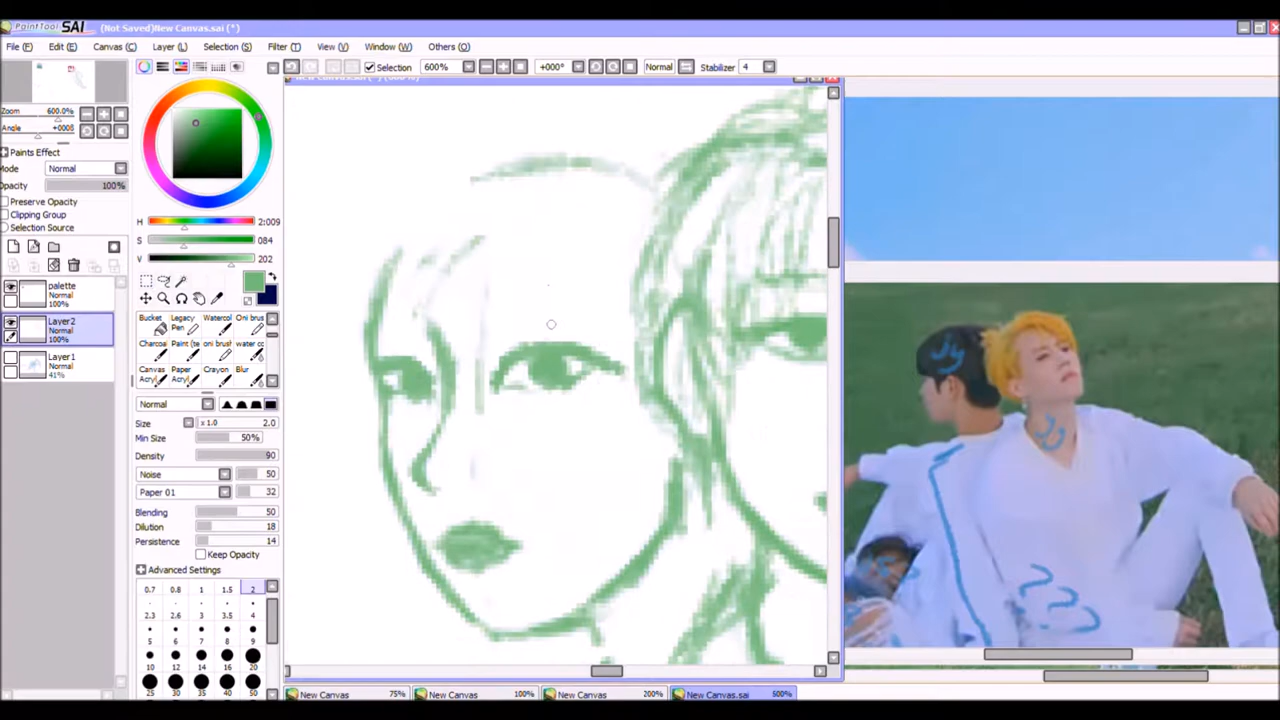 PaintTool SAI (Not Saved)New Canvas.sai (*)
File (F) Edit (E) Canvas (C) Layer (L) Selection (S) Filter (T) View (V) Window (W) Others (O)
Selection 600% +000° Normal Stabilizer 4
Zoom 600.0%
Angle +000θ
Paints Effect
Mode Normal
Opacity 100%
Preserve Opacity
Clipping Group
Selection Source
palette
Normal
100%
Layer2
Normal
100%
Layer1
Normal
41%
H 2:009
S 084
V 202
Bucket Legacy Pen Watercol Oni brus
Charcoa Paint (te oni brusl water cc
Canvas Acryl Paper Acryl Crayon Blur
Normal
Size x 1.0 2.0
Min Size 50%
Density 90
Noise 50
Paper 01 32
Blending 50
Dilution 18
Persistence 14
Keep Opacity
Advanced Settings
0.7 0.8 1 1.5 2
2.3 2.6 3 3.5 4
5 6 7 8 9
10 12 14 16 20
25 30 35 40 50
New Canvas 75% New Canvas 100% New Canvas 200% New Canvas.sai 600%